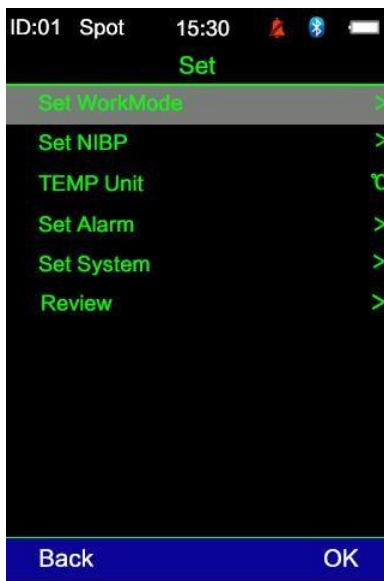 ID:01 Spot 15:30
Set
Set WorkMode >
Set NIBP >
TEMP Unit ℃
Set Alarm >
Set System >
Review >
Back OK